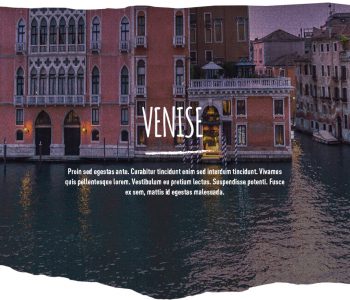 VENISE
Proin sed egestas ante. Curabitur tincidunt enim sed interdum tincidunt. Vivamus
quis pellentesque lorem. Vestibulum eu pretium lectus. Suspendisse potenti. Fusce
ex sem, mattis id egestas malesuada.